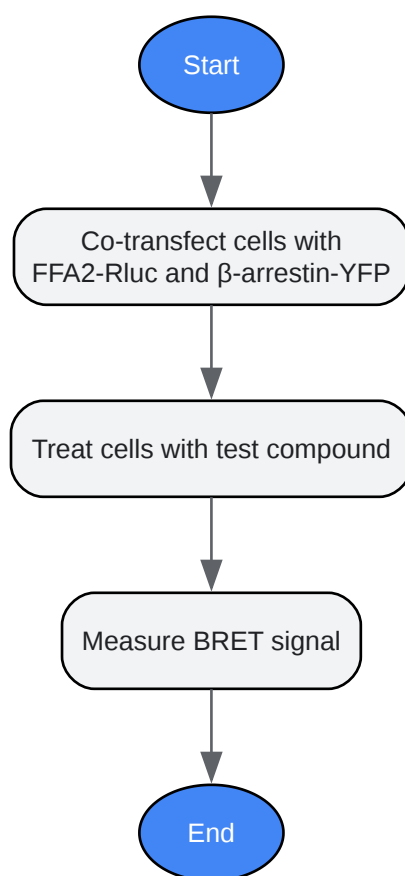 Start
Co-transfect cells with
FFA2-Rluc and β-arrestin-YFP
Treat cells with test compound
Measure BRET signal
End